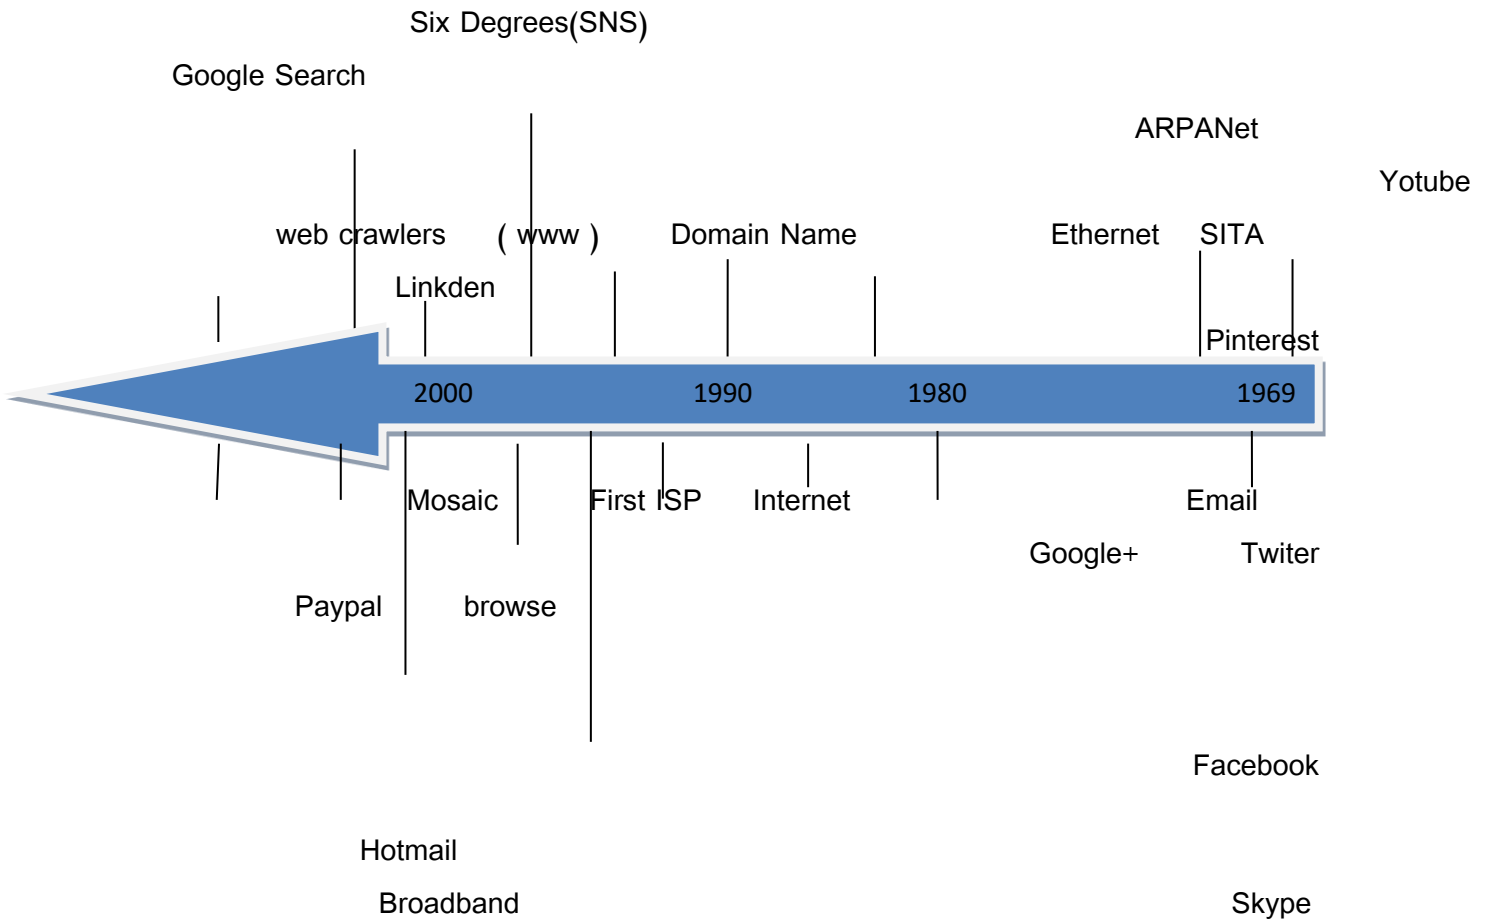 Six Degrees(SNS)
Google Search
ARPANet
Yotube
web crawlers ( www ) Domain Name Ethernet SITA
Linkden
Pinterest
2000 1990 1980 1969
Mosaic First ISP Internet Email
Google+ Twiter
Paypal browse
Facebook
Hotmail
Broadband Skype